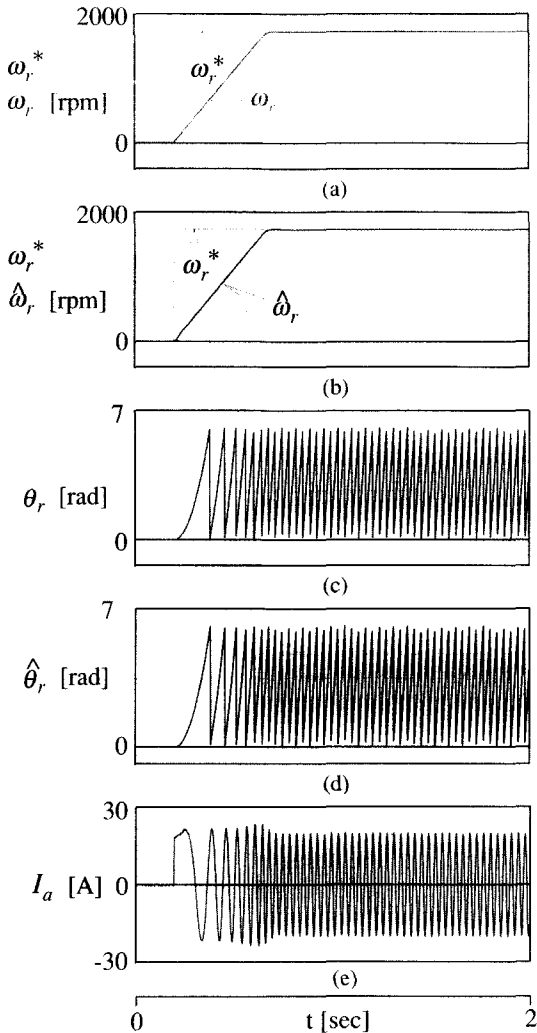 2000
ω_r*
ω_r [rpm]
ω_r*
ω_r
0
(a)
2000
ω_r*
ω̂_r [rpm]
ω_r*
ω̂_r
0
(b)
7
θ_r [rad]
0
(c)
7
θ̂_r [rad]
0
(d)
30
I_a [A]
0
-30
(e)
0
t [sec]
2